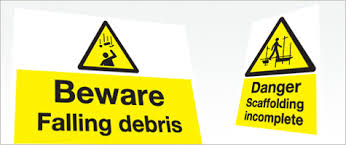 Beware
Falling debris
Danger
Scaffolding
incomplete